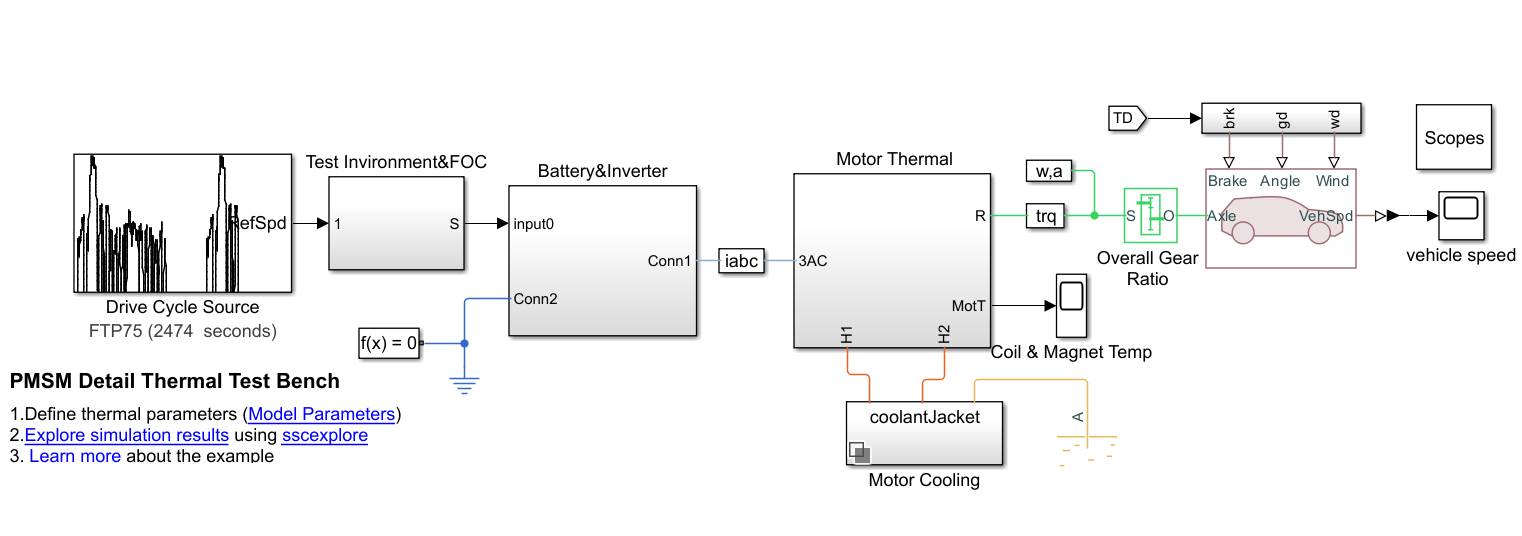 TD
brk
gd
wd
Scopes
Test Invironment&FOC
Battery&Inverter
Motor Thermal
w,a
Brake Angle Wind
RefSpd
1
S
input0
R
trq
S
O
Axle
VehSpd
Conn1
iabc
3AC
vehicle speed
Overall Gear
Ratio
Conn2
MotT
Drive Cycle Source
FTP75 (2474 seconds)
f(x) = 0
H1
H2
Coil & Magnet Temp
PMSM Detail Thermal Test Bench
1.Define thermal parameters (Model Parameters)
2.Explore simulation results using sscexplore
3. Learn more about the example
coolantJacket
A
Motor Cooling